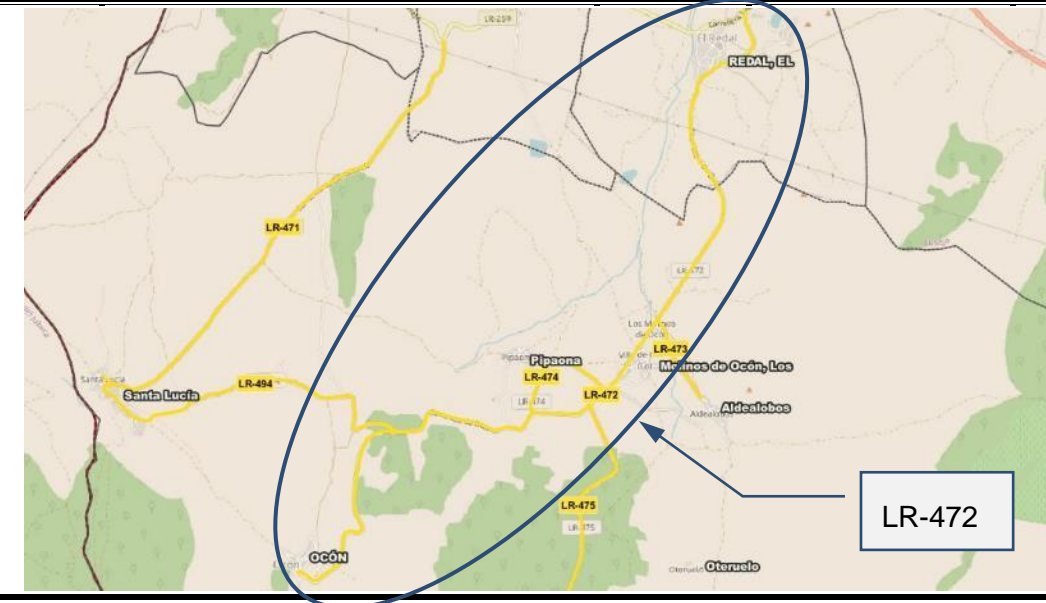 LR-259
El Redal
REDAL, EL
LR-471
LR-472
Los Molinos
de Ocón
LR-473
Pipaona
Molinos de Ocón, Los
LR-474
Santa Lucía
LR-494
LR-472
LR-474
Aldealobos
Aldealobos
LR-472
LR-475
LR-475
OCÓN
Ocón
Oteruelo
Oteruelo